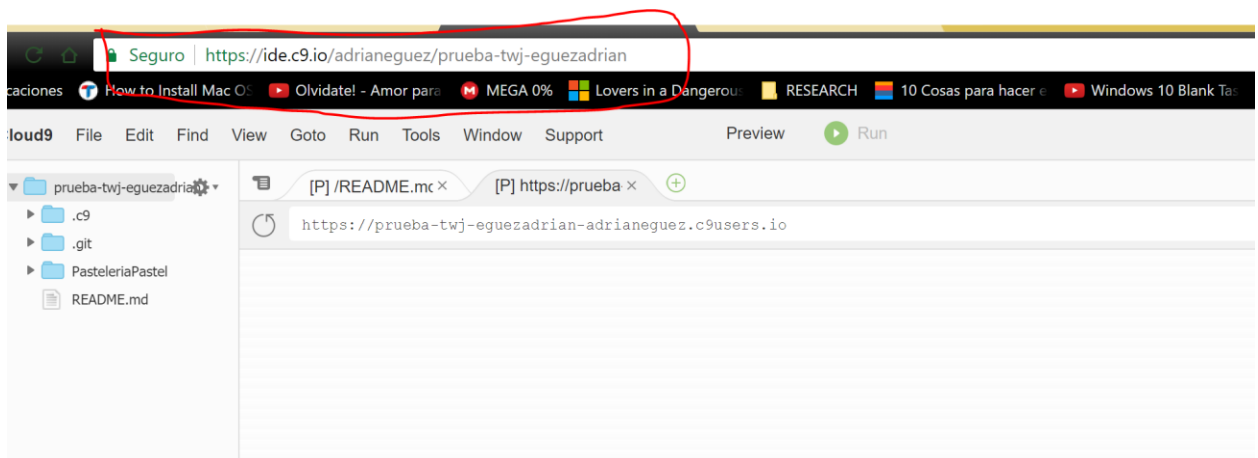 Seguro https://ide.c9.io/adrianeguez/prueba-twj-eguezadrian
caciones How to Install Mac OS Olvidate! - Amor para MEGA 0% Lovers in a Dangerous RESEARCH 10 Cosas para hacer e Windows 10 Blank Tas
Cloud9 File Edit Find View Goto Run Tools Window Support Preview Run
prueba-twj-eguezadrian [P] /README.mc × [P] https://prueba × +
.c9 https://prueba-twj-eguezadrian-adrianeguez.c9users.io
.git
PasteleriaPastel
README.md